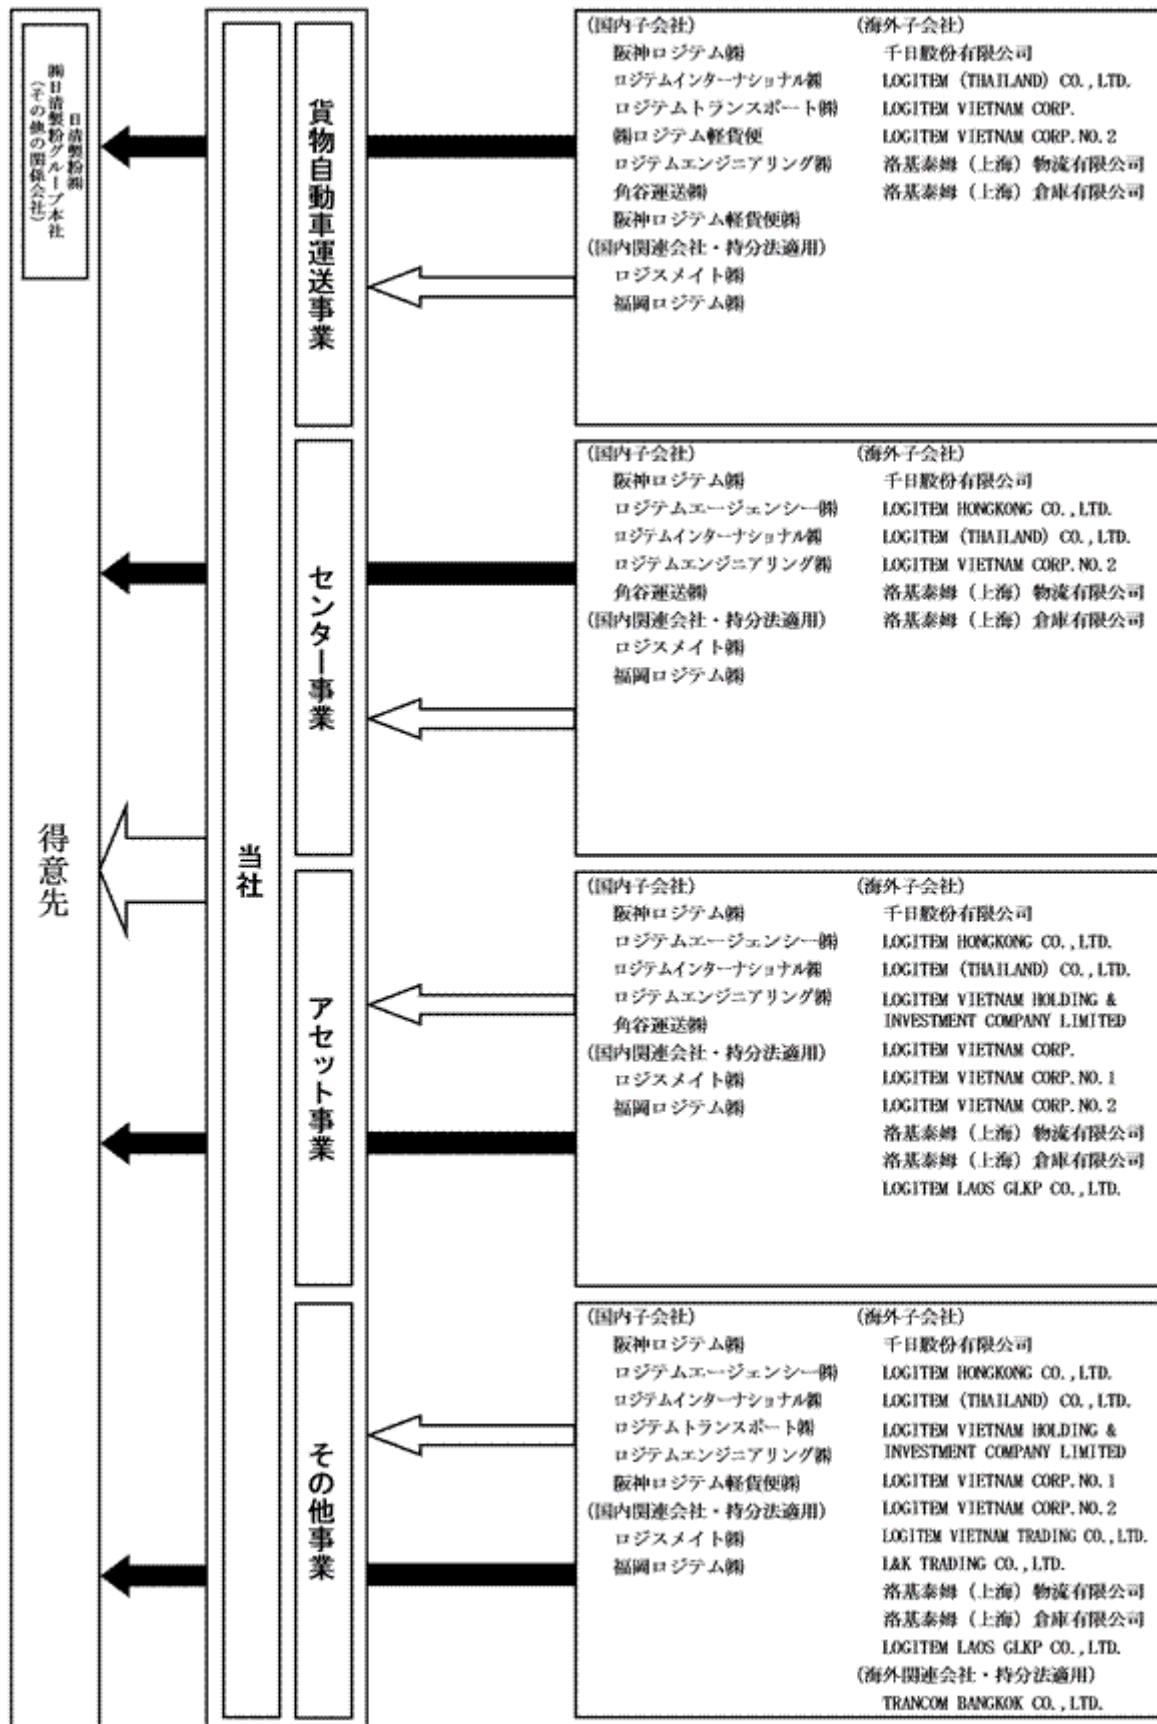 日清製粉㈱
㈱日清製粉グループ本社
(その他の関係会社)
得意先
当社
貨物自動車運送事業
(国内子会社)
阪神ロジテム㈱
ロジテムインターナショナル㈱
ロジテムトランスポート㈱
㈱ロジテム軽貨便
ロジテムエンジニアリング㈱
角谷運送㈱
阪神ロジテム軽貨便㈱
(国内関連会社・持分法適用)
ロジスメイト㈱
福岡ロジテム㈱
(海外子会社)
千日股份有限公司
LOGITEM (THAILAND) CO.,LTD.
LOGITEM VIETNAM CORP.
LOGITEM VIETNAM CORP.NO.2
洛基泰姆（上海）物流有限公司
洛基泰姆（上海）倉庫有限公司
センター事業
(国内子会社)
阪神ロジテム㈱
ロジテムエージェンシー㈱
ロジテムインターナショナル㈱
ロジテムエンジニアリング㈱
角谷運送㈱
(国内関連会社・持分法適用)
ロジスメイト㈱
福岡ロジテム㈱
(海外子会社)
千日股份有限公司
LOGITEM HONGKONG CO.,LTD.
LOGITEM (THAILAND) CO.,LTD.
LOGITEM VIETNAM CORP.NO.2
洛基泰姆（上海）物流有限公司
洛基泰姆（上海）倉庫有限公司
アセット事業
(国内子会社)
阪神ロジテム㈱
ロジテムエージェンシー㈱
ロジテムインターナショナル㈱
ロジテムエンジニアリング㈱
角谷運送㈱
(国内関連会社・持分法適用)
ロジスメイト㈱
福岡ロジテム㈱
(海外子会社)
千日股份有限公司
LOGITEM HONGKONG CO.,LTD.
LOGITEM (THAILAND) CO.,LTD.
LOGITEM VIETNAM HOLDING &
INVESTMENT COMPANY LIMITED
LOGITEM VIETNAM CORP.
LOGITEM VIETNAM CORP.NO.1
LOGITEM VIETNAM CORP.NO.2
洛基泰姆（上海）物流有限公司
洛基泰姆（上海）倉庫有限公司
LOGITEM LAOS GLKP CO.,LTD.
その他事業
(国内子会社)
阪神ロジテム㈱
ロジテムエージェンシー㈱
ロジテムインターナショナル㈱
ロジテムトランスポート㈱
ロジテムエンジニアリング㈱
阪神ロジテム軽貨便㈱
(国内関連会社・持分法適用)
ロジスメイト㈱
福岡ロジテム㈱
(海外子会社)
千日股份有限公司
LOGITEM HONGKONG CO.,LTD.
LOGITEM (THAILAND) CO.,LTD.
LOGITEM VIETNAM HOLDING &
INVESTMENT COMPANY LIMITED
LOGITEM VIETNAM CORP.NO.1
LOGITEM VIETNAM CORP.NO.2
LOGITEM VIETNAM TRADING CO.,LTD.
L&K TRADING CO.,LTD.
洛基泰姆（上海）物流有限公司
洛基泰姆（上海）倉庫有限公司
LOGITEM LAOS GLKP CO.,LTD.
(海外関連会社・持分法適用)
TRANCOM BANGKOK CO.,LTD.